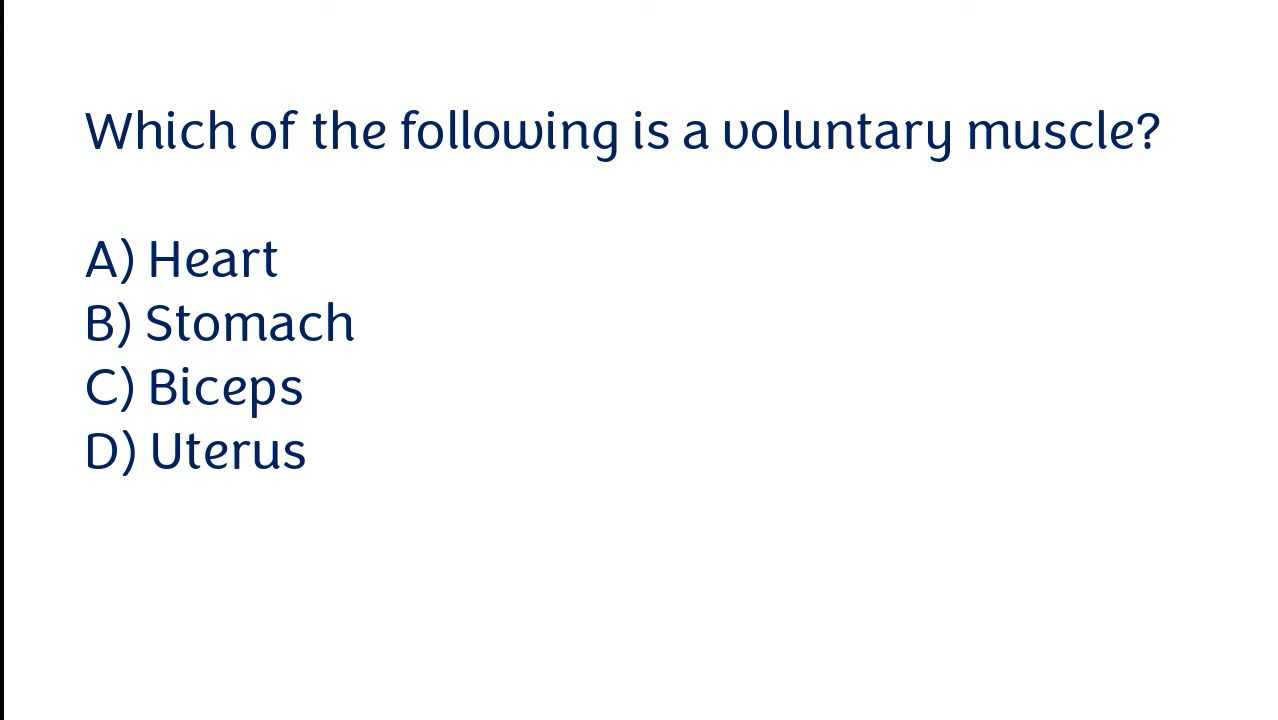 Which of the following is a voluntary muscle?
A) Heart
B) Stomach
C) Biceps
D) Uterus